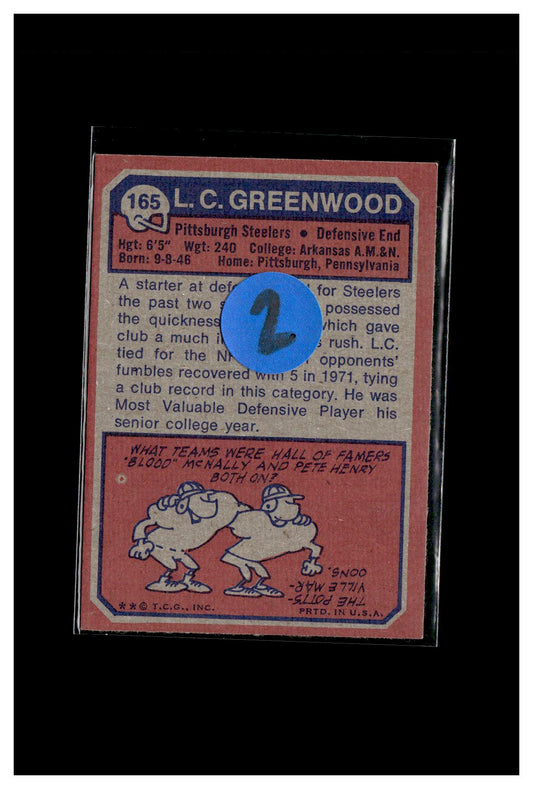 165 L. C. GREENWOOD
Pittsburgh Steelers • Defensive End
Hgt: 6'5" Wgt: 240 College: Arkansas A.M.&N.
Born: 9-8-46 Home: Pittsburgh, Pennsylvania
A starter at for Steelers
the past two possessed
the quickness which gave
club a much rush. L.C.
tied for the opponents'
fumbles recovered with 5 in 1971, tying
a club record in this category. He was
Most Valuable Defensive Player his
senior college year.
2
WHAT TEAMS WERE HALL OF FAMERS
"BLOOD" McNALLY AND PETE HENRY
BOTH ON?
THE POTTS-
VILLE MAR-
OONS.
**© T.C.G., INC.
PRTD. IN U.S.A.